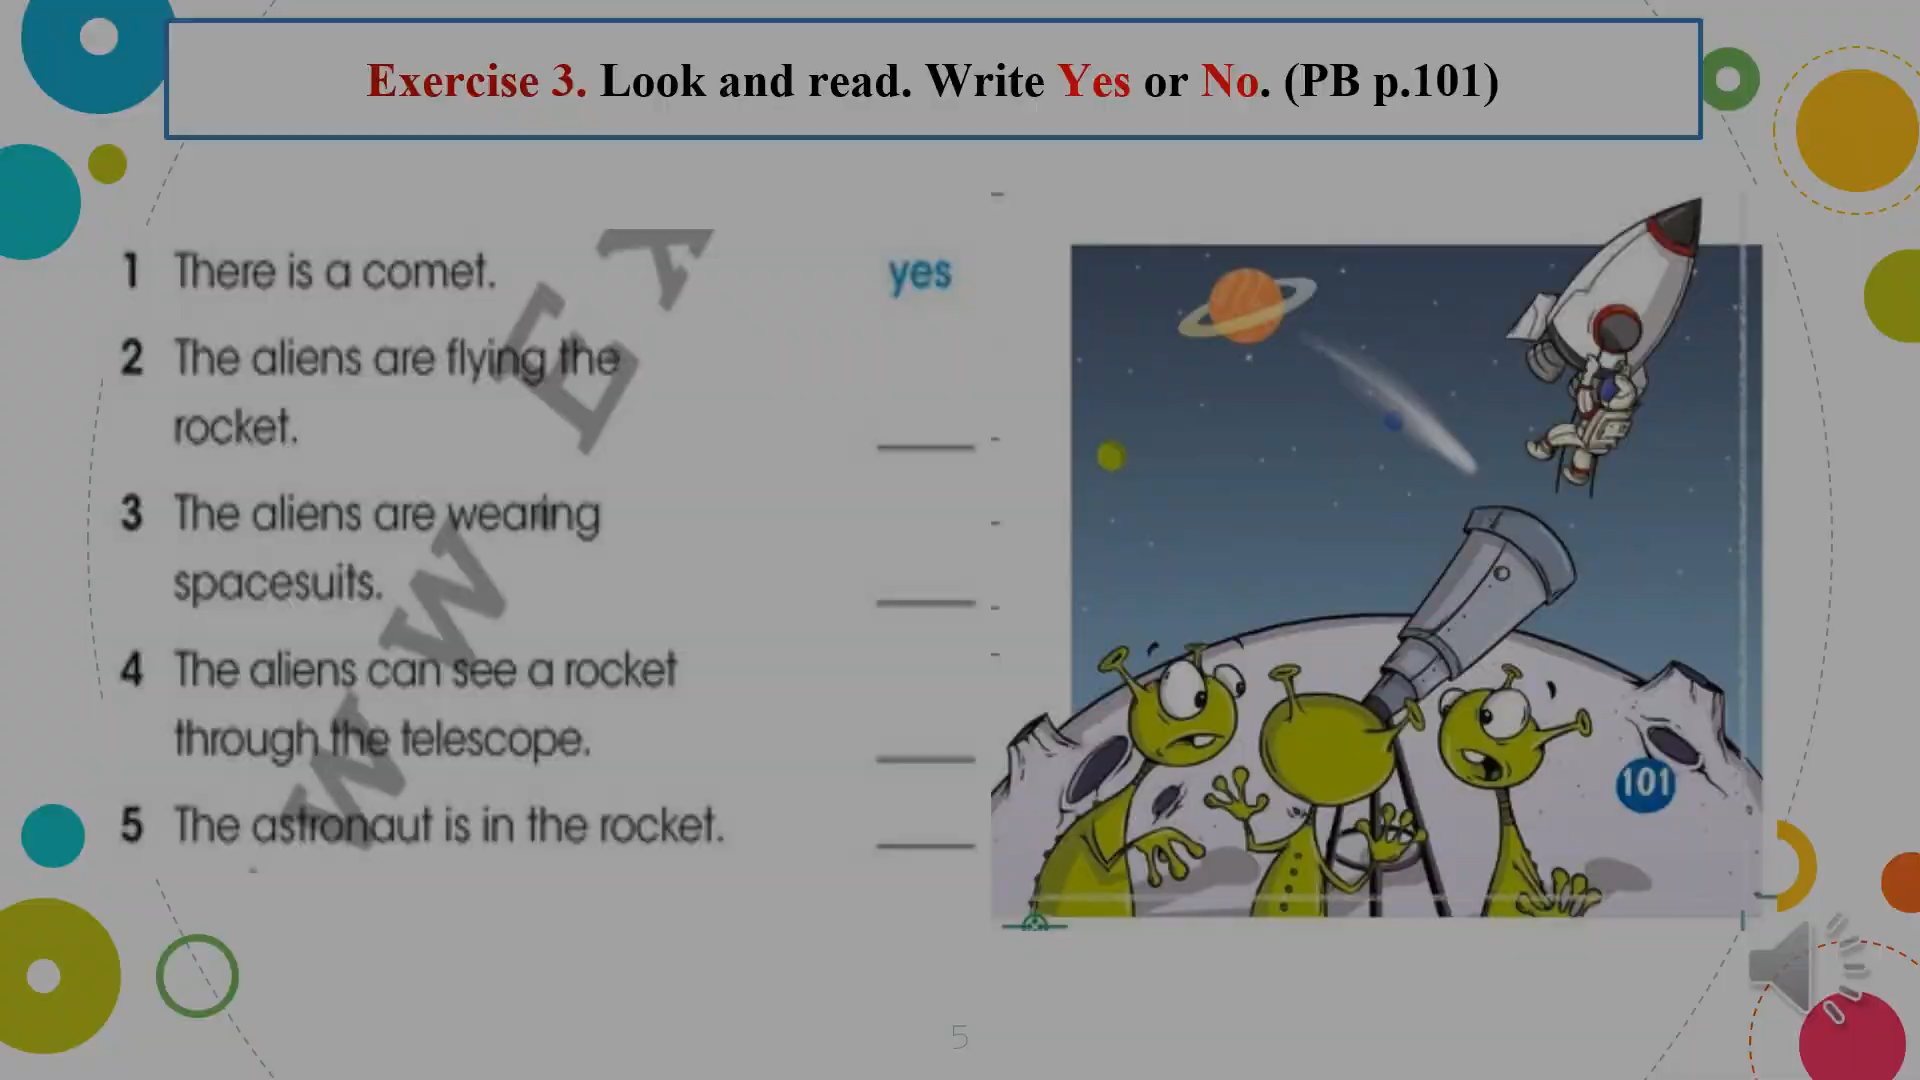 Exercise 3. Look and read. Write Yes or No. (PB p.101)
1 There is a comet. yes
2 The aliens are flying the
rocket.
3 The aliens are wearing
spacesuits.
4 The aliens can see a rocket
through the telescope.
5 The astronaut is in the rocket.
W W W E
101
5